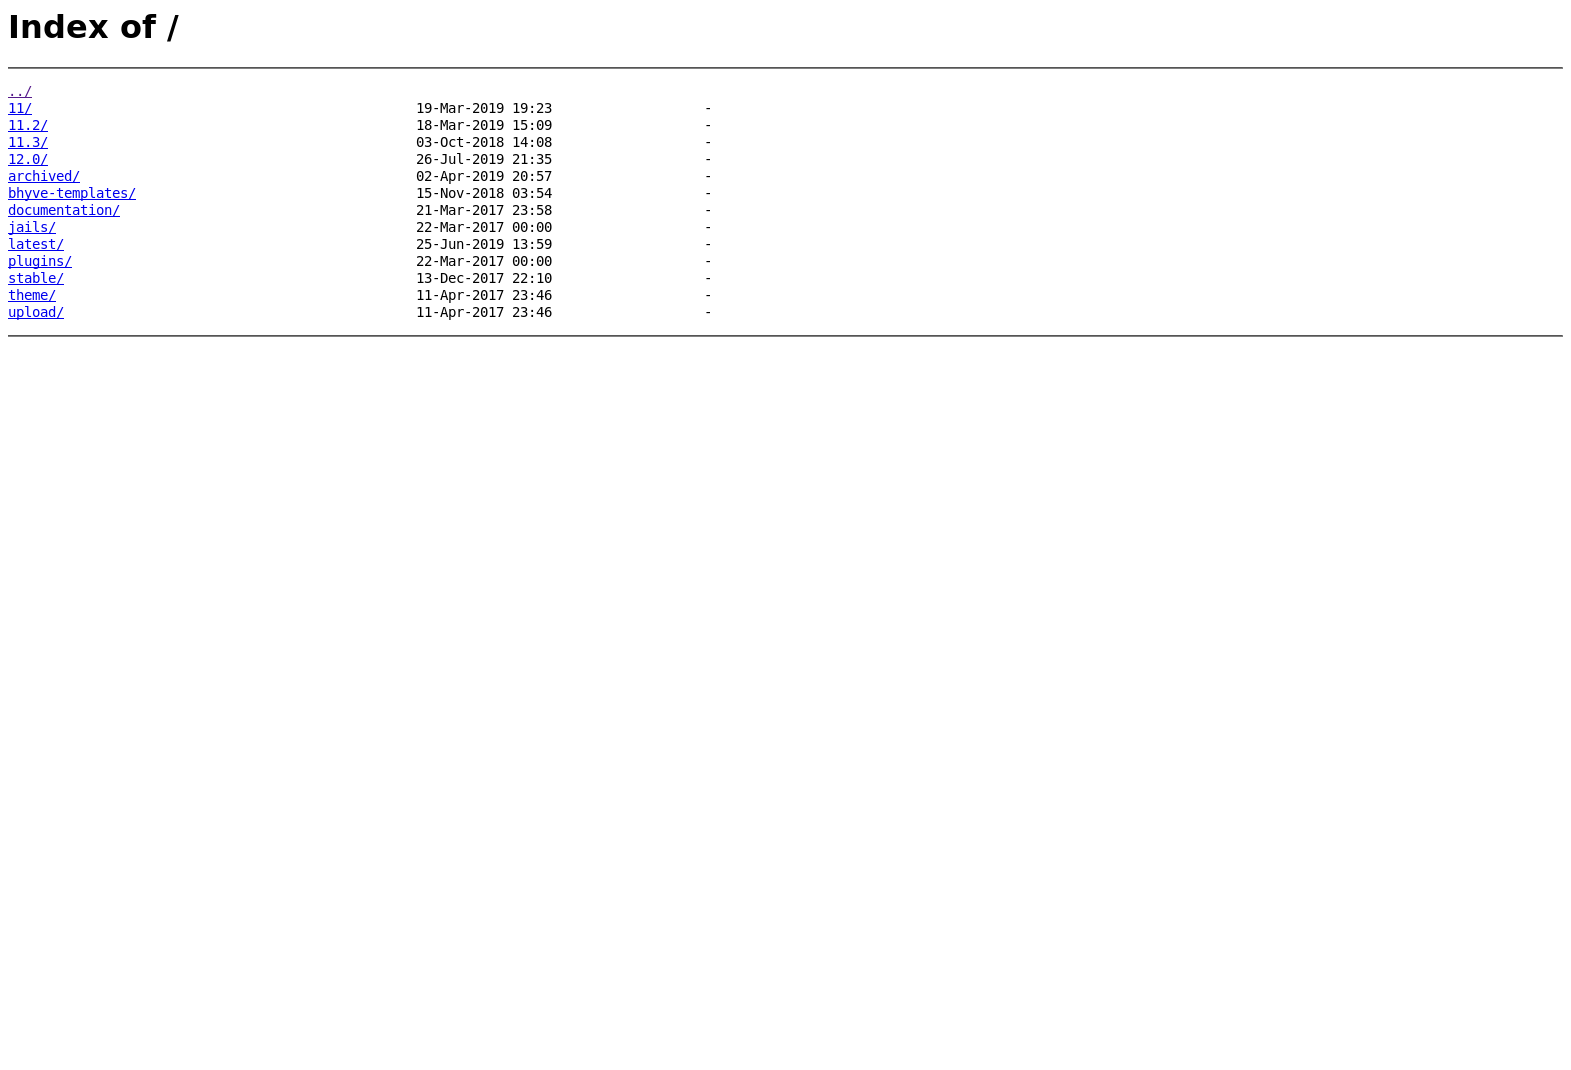 Index of /
../
11/ 19-Mar-2019 19:23 -
11.2/ 18-Mar-2019 15:09 -
11.3/ 03-Oct-2018 14:08 -
12.0/ 26-Jul-2019 21:35 -
archived/ 02-Apr-2019 20:57 -
bhyve-templates/ 15-Nov-2018 03:54 -
documentation/ 21-Mar-2017 23:58 -
jails/ 22-Mar-2017 00:00 -
latest/ 25-Jun-2019 13:59 -
plugins/ 22-Mar-2017 00:00 -
stable/ 13-Dec-2017 22:10 -
theme/ 11-Apr-2017 23:46 -
upload/ 11-Apr-2017 23:46 -